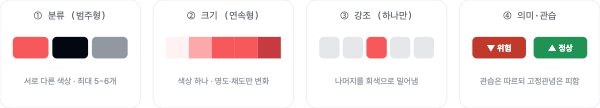 ① 분류 (범주형)
서로 다른 색상 · 최대 5~6개
② 크기 (연속형)
색상 하나 · 명도·채도만 변화
③ 강조 (하나만)
나머지를 회색으로 밀어냄
④ 의미·관습
▼ 위험
▲ 정상
관습은 따르되 고정관념은 피함